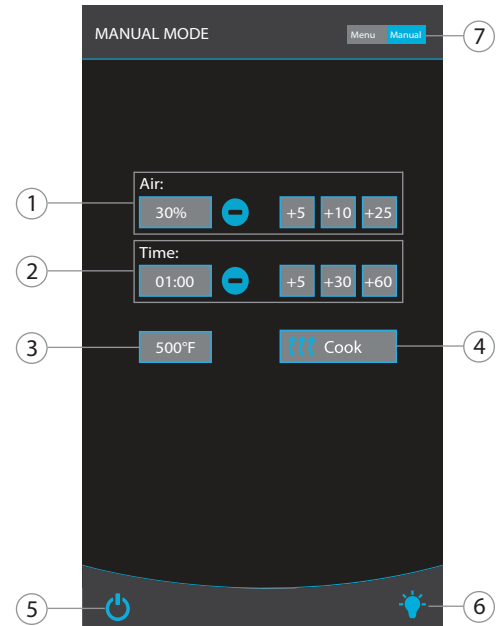 MANUAL MODE
Menu Manual
7
Air:
1
30% +5 +10 +25
Time:
2
01:00 +5 +30 +60
3
500°F Cook
4
5
6